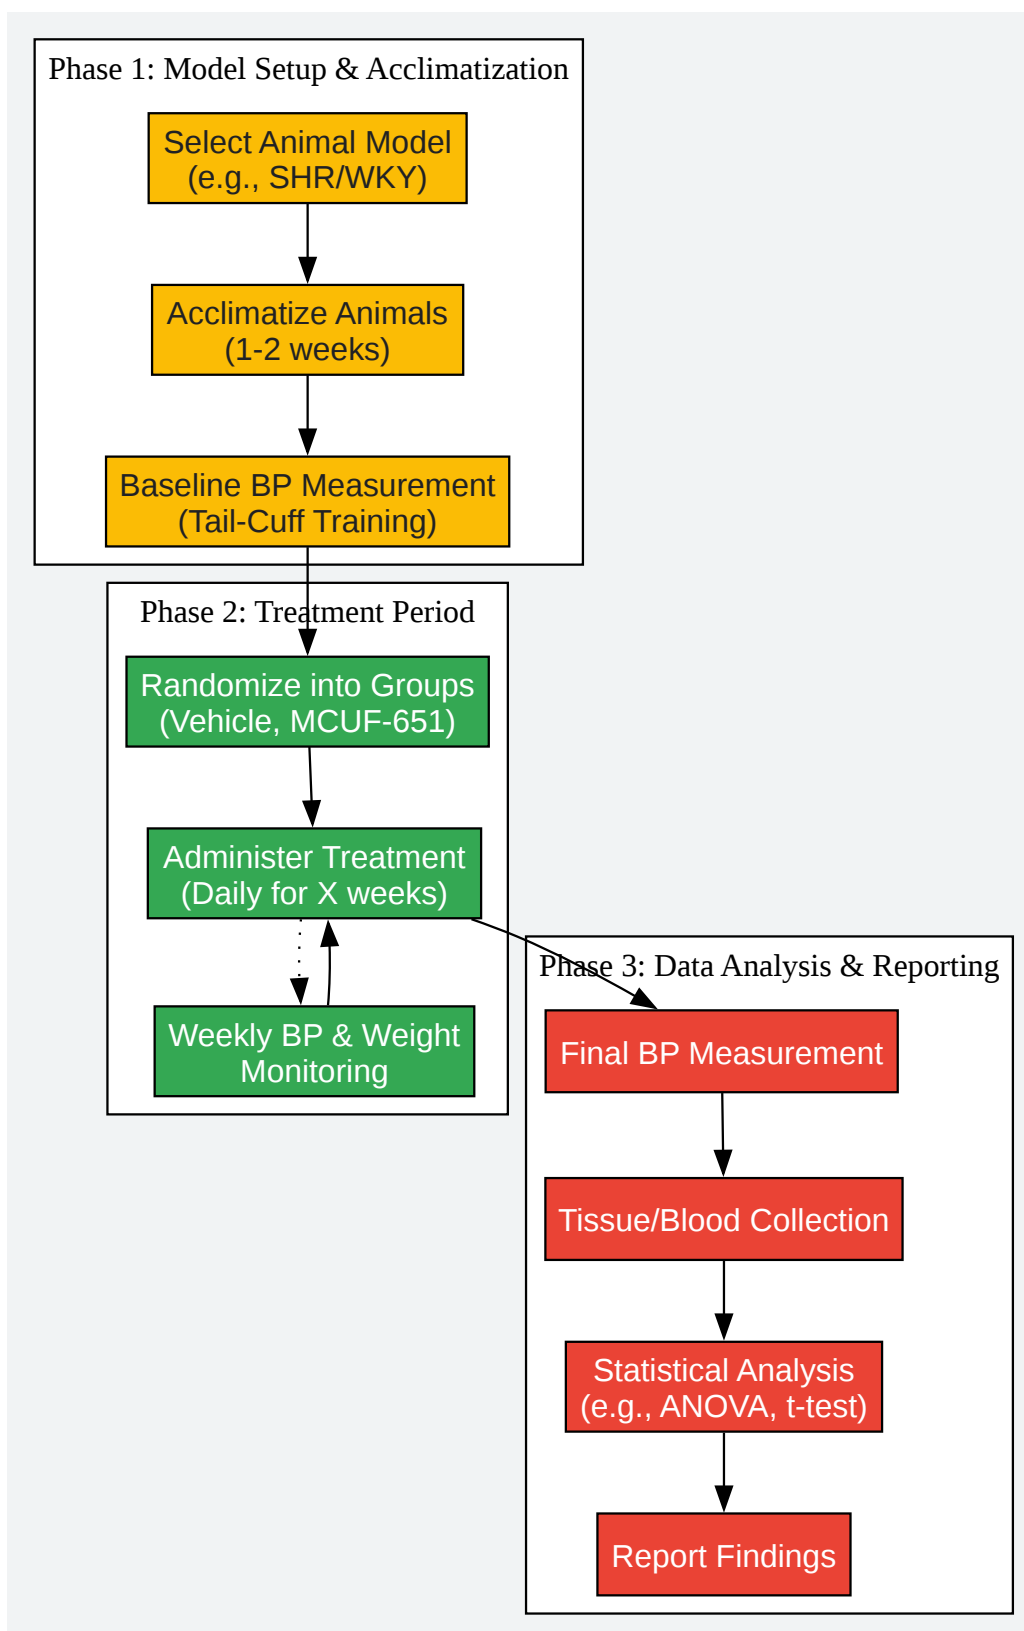 Phase 1: Model Setup & Acclimatization
Select Animal Model
(e.g., SHR/WKY)
Acclimatize Animals
(1-2 weeks)
Baseline BP Measurement
(Tail-Cuff Training)
Phase 2: Treatment Period
Randomize into Groups
(Vehicle, MCUF-651)
Administer Treatment
(Daily for X weeks)
Weekly BP & Weight
Monitoring
Phase 3: Data Analysis & Reporting
Final BP Measurement
Tissue/Blood Collection
Statistical Analysis
(e.g., ANOVA, t-test)
Report Findings